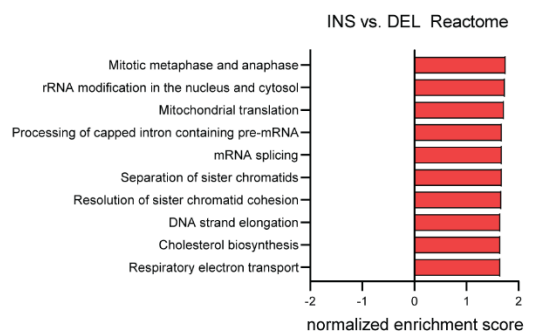 INS vs. DEL Reactome
Mitotic metaphase and anaphase
rRNA modification in the nucleus and cytosol
Mitochondrial translation
Processing of capped intron containing pre-mRNA
mRNA splicing
Separation of sister chromatids
Resolution of sister chromatid cohesion
DNA strand elongation
Cholesterol biosynthesis
Respiratory electron transport
-2 -1 0 1 2
normalized enrichment score